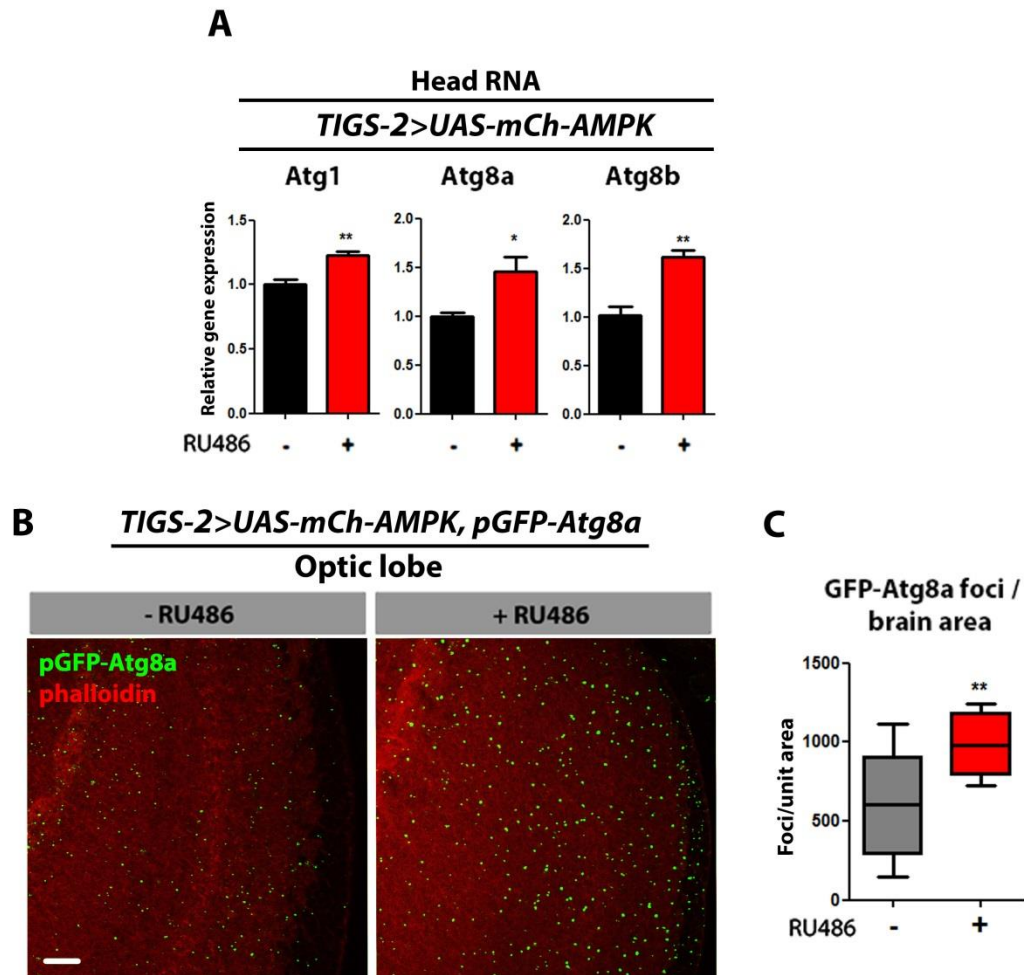 A
Head RNA
TIGS-2>UAS-mCh-AMPK
Atg1 Atg8a Atg8b
Relative gene expression
1.5
1.0
0.5
0.0
**
2.0
1.5
1.0
0.5
0.0
*
2.0
1.5
1.0
0.5
0.0
**
RU486 - + - + - +
B
TIGS-2>UAS-mCh-AMPK, pGFP-Atg8a
Optic lobe
- RU486 + RU486
pGFP-Atg8a
phalloidin
C
GFP-Atg8a foci /
brain area
Foci/unit area
1500
1000
500
0
**
RU486 - +